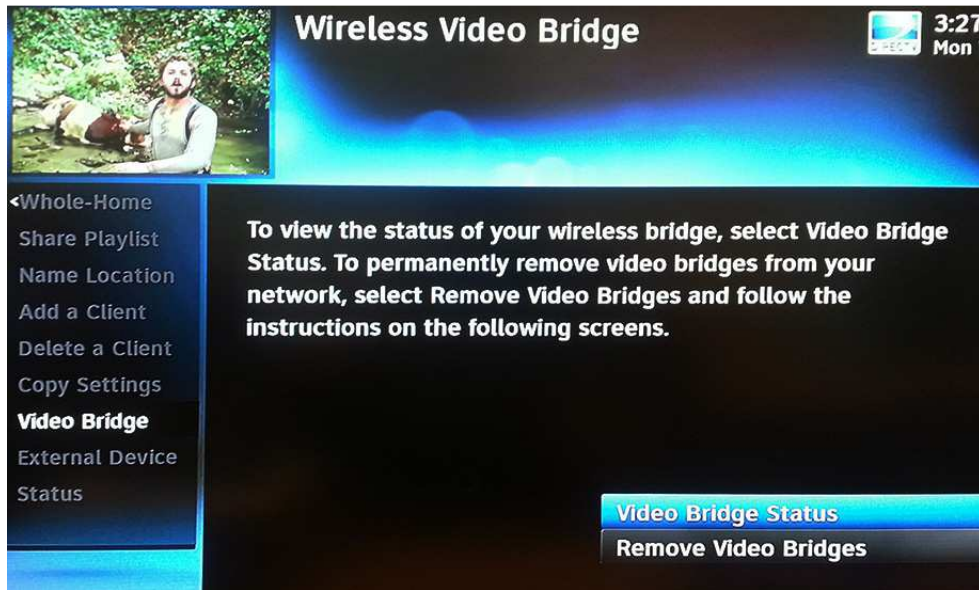 Wireless Video Bridge
DIRECTV
3:27
Mon
<Whole-Home
Share Playlist
Name Location
Add a Client
Delete a Client
Copy Settings
Video Bridge
External Device
Status
To view the status of your wireless bridge, select Video Bridge
Status. To permanently remove video bridges from your
network, select Remove Video Bridges and follow the
instructions on the following screens.
Video Bridge Status
Remove Video Bridges